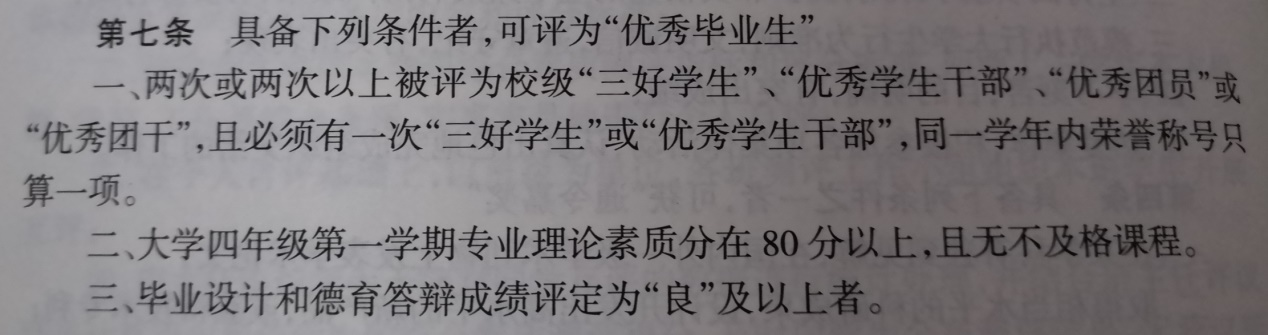 第七条 具备下列条件者,可评为“优秀毕业生”
一、两次或两次以上被评为校级“三好学生”、“优秀学生干部”、“优秀团员”或
“优秀团干”,且必须有一次“三好学生”或“优秀学生干部”,同一学年内荣誉称号只
算一项。
二、大学四年级第一学期专业理论素质分在 80 分以上,且无不及格课程。
三、毕业设计和德育答辩成绩评定为“良”及以上者。